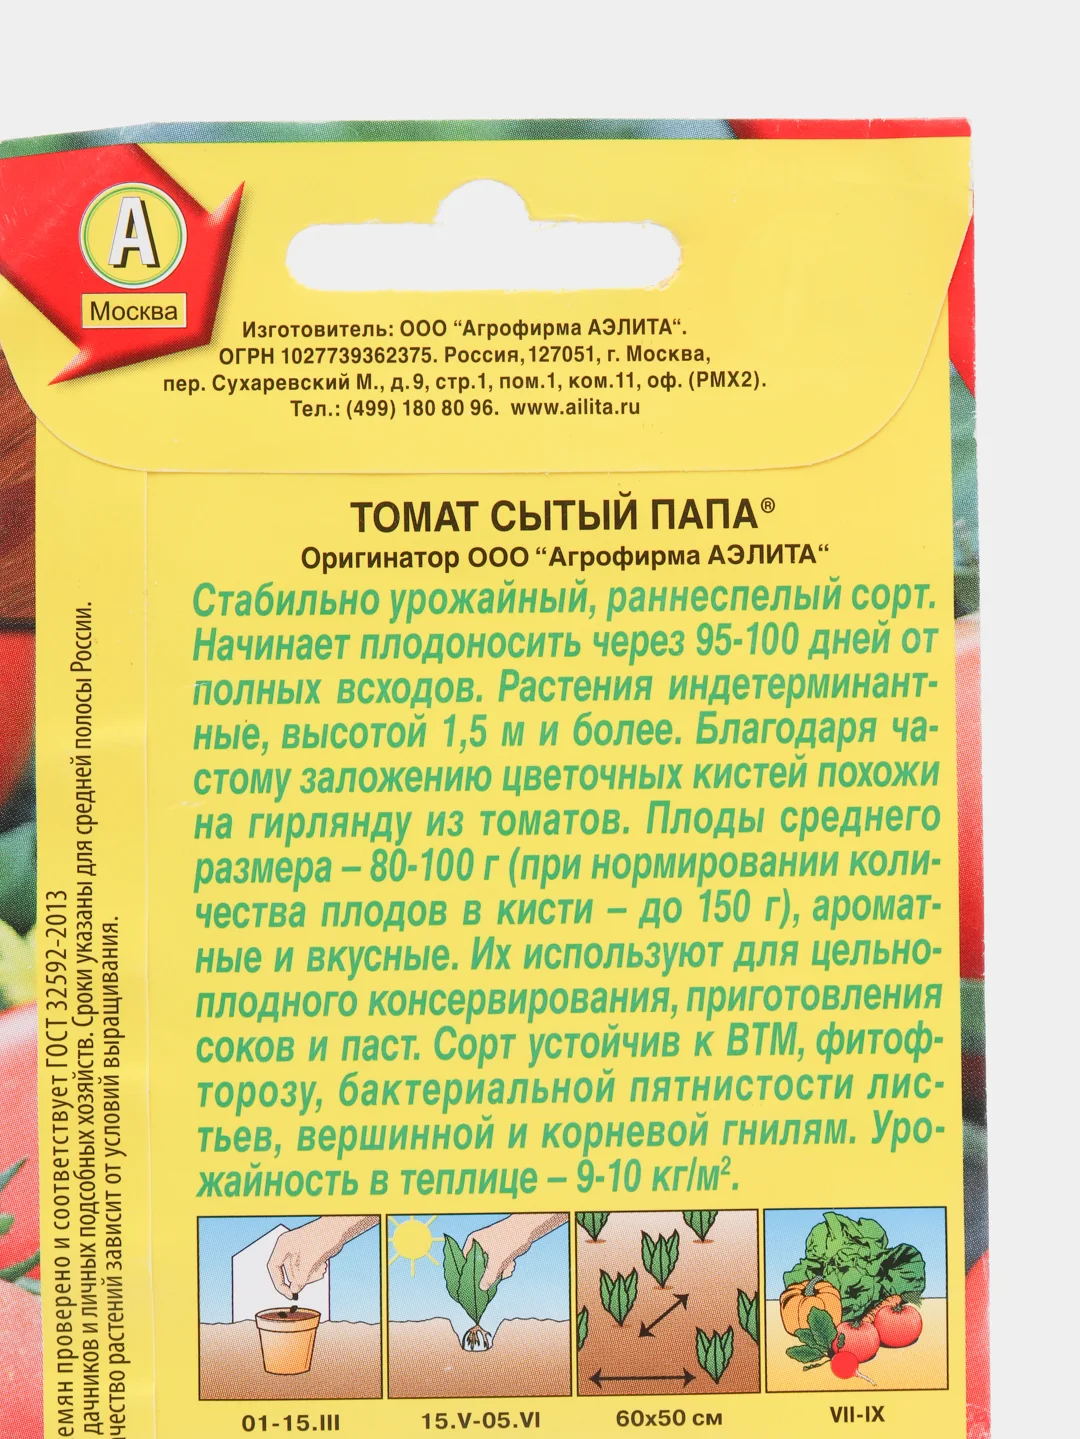 А
Москва
Изготовитель: ООО “Агрофирма АЭЛИТА“.
ОГРН 1027739362375. Россия, 127051, г. Москва,
пер. Сухаревский М., д. 9, стр.1, пом.1, ком.11, оф. (РМХ2).
Тел.: (499) 180 80 96. www.ailita.ru
ТОМАТ СЫТЫЙ ПАПА®
Оригинатор ООО “Агрофирма АЭЛИТА“
Стабильно урожайный, раннеспелый сорт.
Начинает плодоносить через 95-100 дней от
полных всходов. Растения индетерминант-
ные, высотой 1,5 м и более. Благодаря ча-
стому заложению цветочных кистей похожи
на гирлянду из томатов. Плоды среднего
размера – 80-100 г (при нормировании коли-
чества плодов в кисти – до 150 г), аромат-
ные и вкусные. Их используют для цельно-
плодного консервирования, приготовления
соков и паст. Сорт устойчив к ВТМ, фитоф-
торозу, бактериальной пятнистости лис-
тьев, вершинной и корневой гнилям. Уро-
жайность в теплице – 9-10 кг/м².
01-15.III
15.V-05.VI
60х50 см
VII-IX
проверено и соответствует ГОСТ 32592-2013
дачников и личных подсобных хозяйств. Сроки указаны для средней полосы России.
растений зависит от условий выращивания.